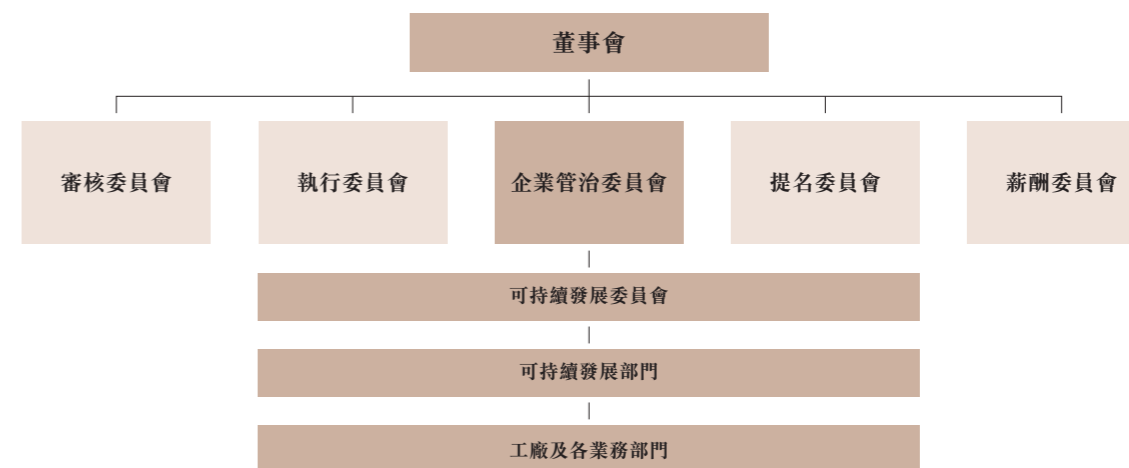 董事會
審核委員會
執行委員會
企業管治委員會
提名委員會
薪酬委員會
可持續發展委員會
可持續發展部門
工廠及各業務部門